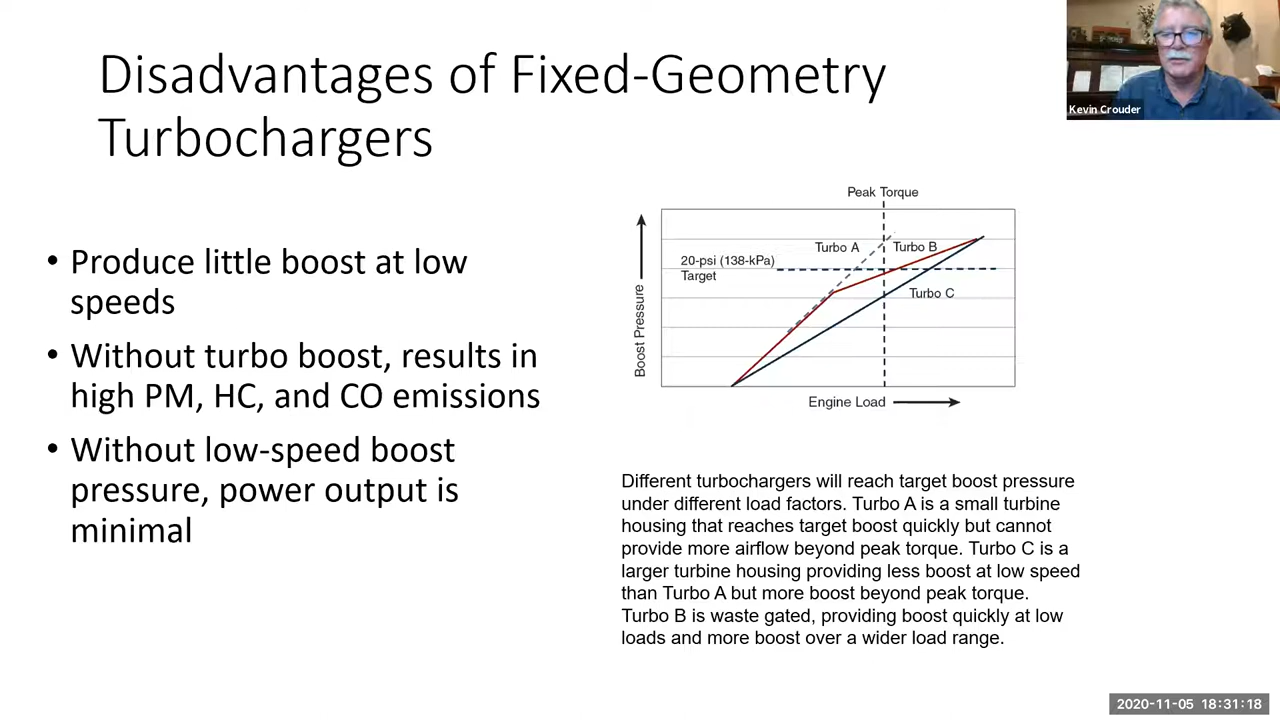 Disadvantages of Fixed-Geometry
Turbochargers
Kevin Crouder
• Produce little boost at low
speeds
• Without turbo boost, results in
high PM, HC, and CO emissions
• Without low-speed boost
pressure, power output is
minimal
Peak Torque
Turbo A
Turbo B
20-psi (138-kPa)
Target
Turbo C
Boost Pressure
Engine Load
Different turbochargers will reach target boost pressure
under different load factors. Turbo A is a small turbine
housing that reaches target boost quickly but cannot
provide more airflow beyond peak torque. Turbo C is a
larger turbine housing providing less boost at low speed
than Turbo A but more boost beyond peak torque.
Turbo B is waste gated, providing boost quickly at low
loads and more boost over a wider load range.
2020-11-05 18:31:18